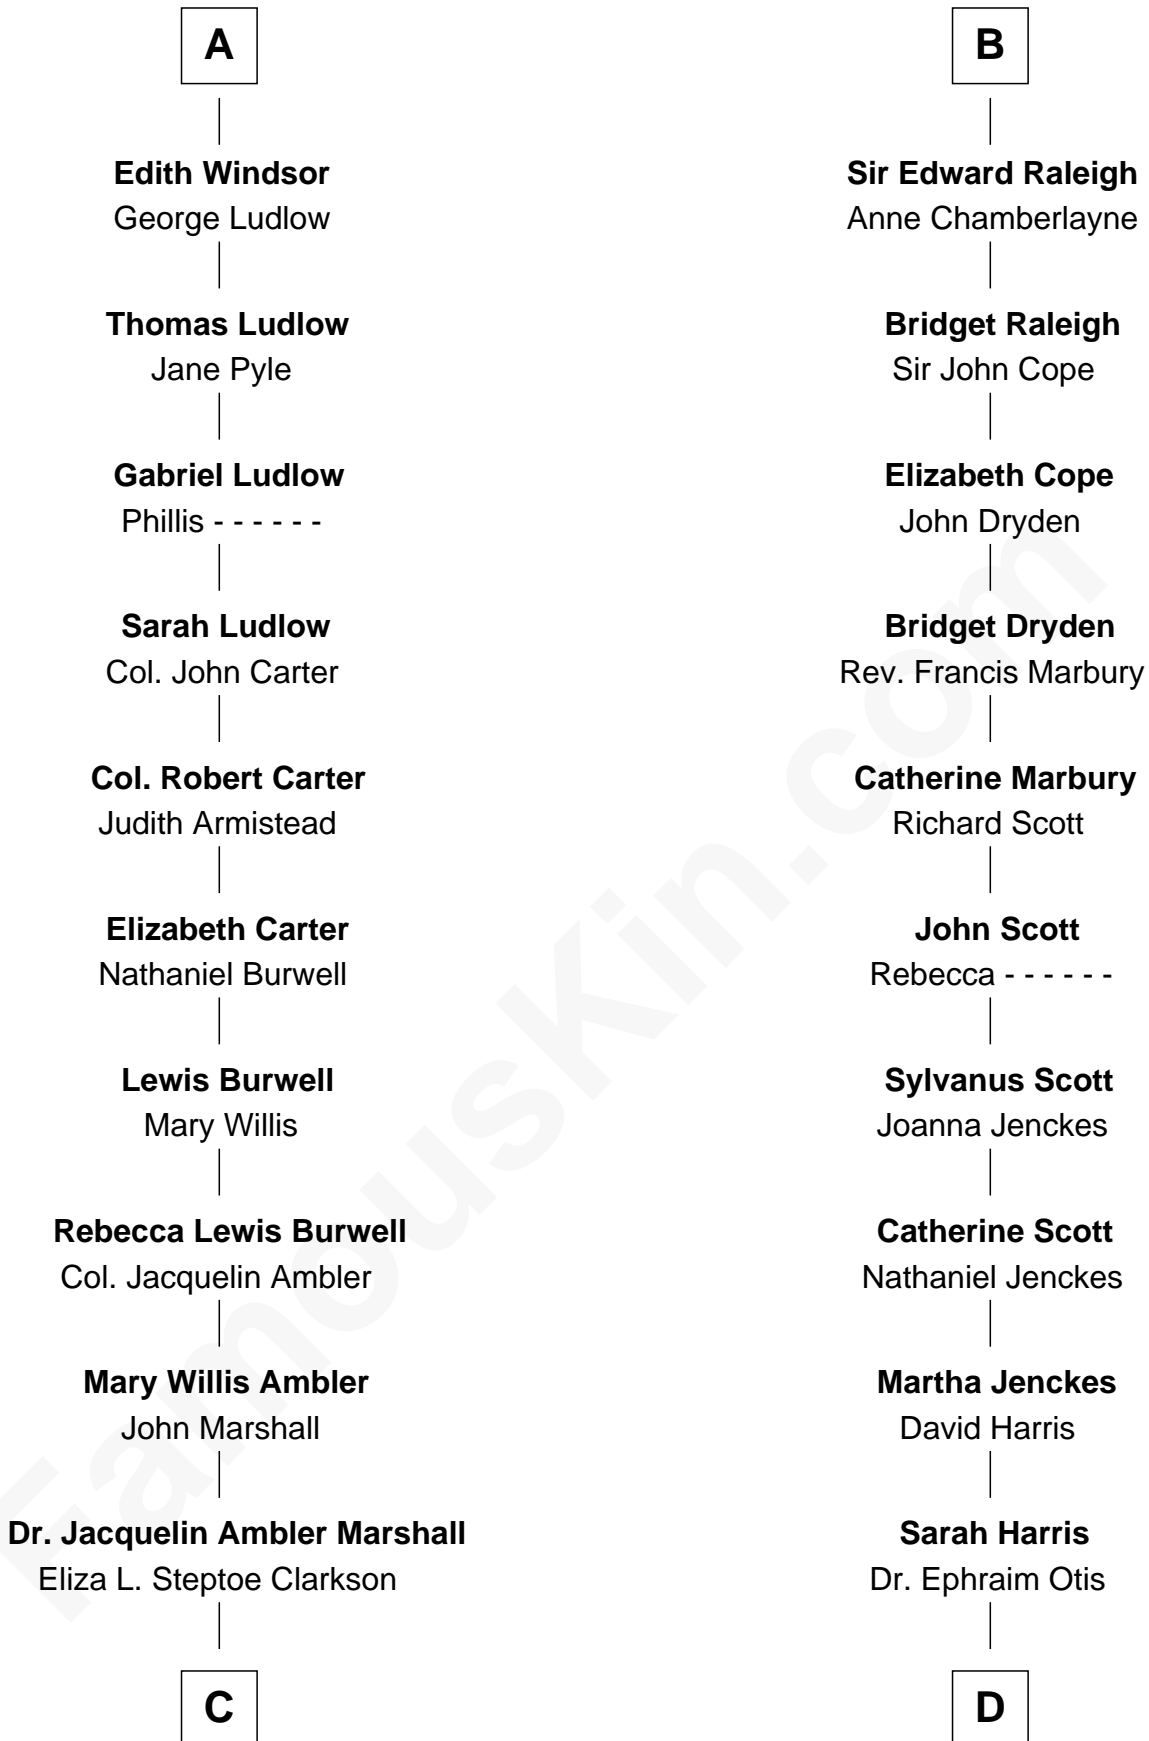 A
Edith Windsor
George Ludlow
Thomas Ludlow
Jane Pyle
Gabriel Ludlow
Phillis - - - - - -
Sarah Ludlow
Col. John Carter
Col. Robert Carter
Judith Armistead
Elizabeth Carter
Nathaniel Burwell
Lewis Burwell
Mary Willis
Rebecca Lewis Burwell
Col. Jacquelin Ambler
Mary Willis Ambler
John Marshall
Dr. Jacquelin Ambler Marshall
Eliza L. Steptoe Clarkson
C
B
Sir Edward Raleigh
Anne Chamberlayne
Bridget Raleigh
Sir John Cope
Elizabeth Cope
John Dryden
Bridget Dryden
Rev. Francis Marbury
Catherine Marbury
Richard Scott
John Scott
Rebecca - - - - - -
Sylvanus Scott
Joanna Jenckes
Catherine Scott
Nathaniel Jenckes
Martha Jenckes
David Harris
Sarah Harris
Dr. Ephraim Otis
D
FamousKin.com